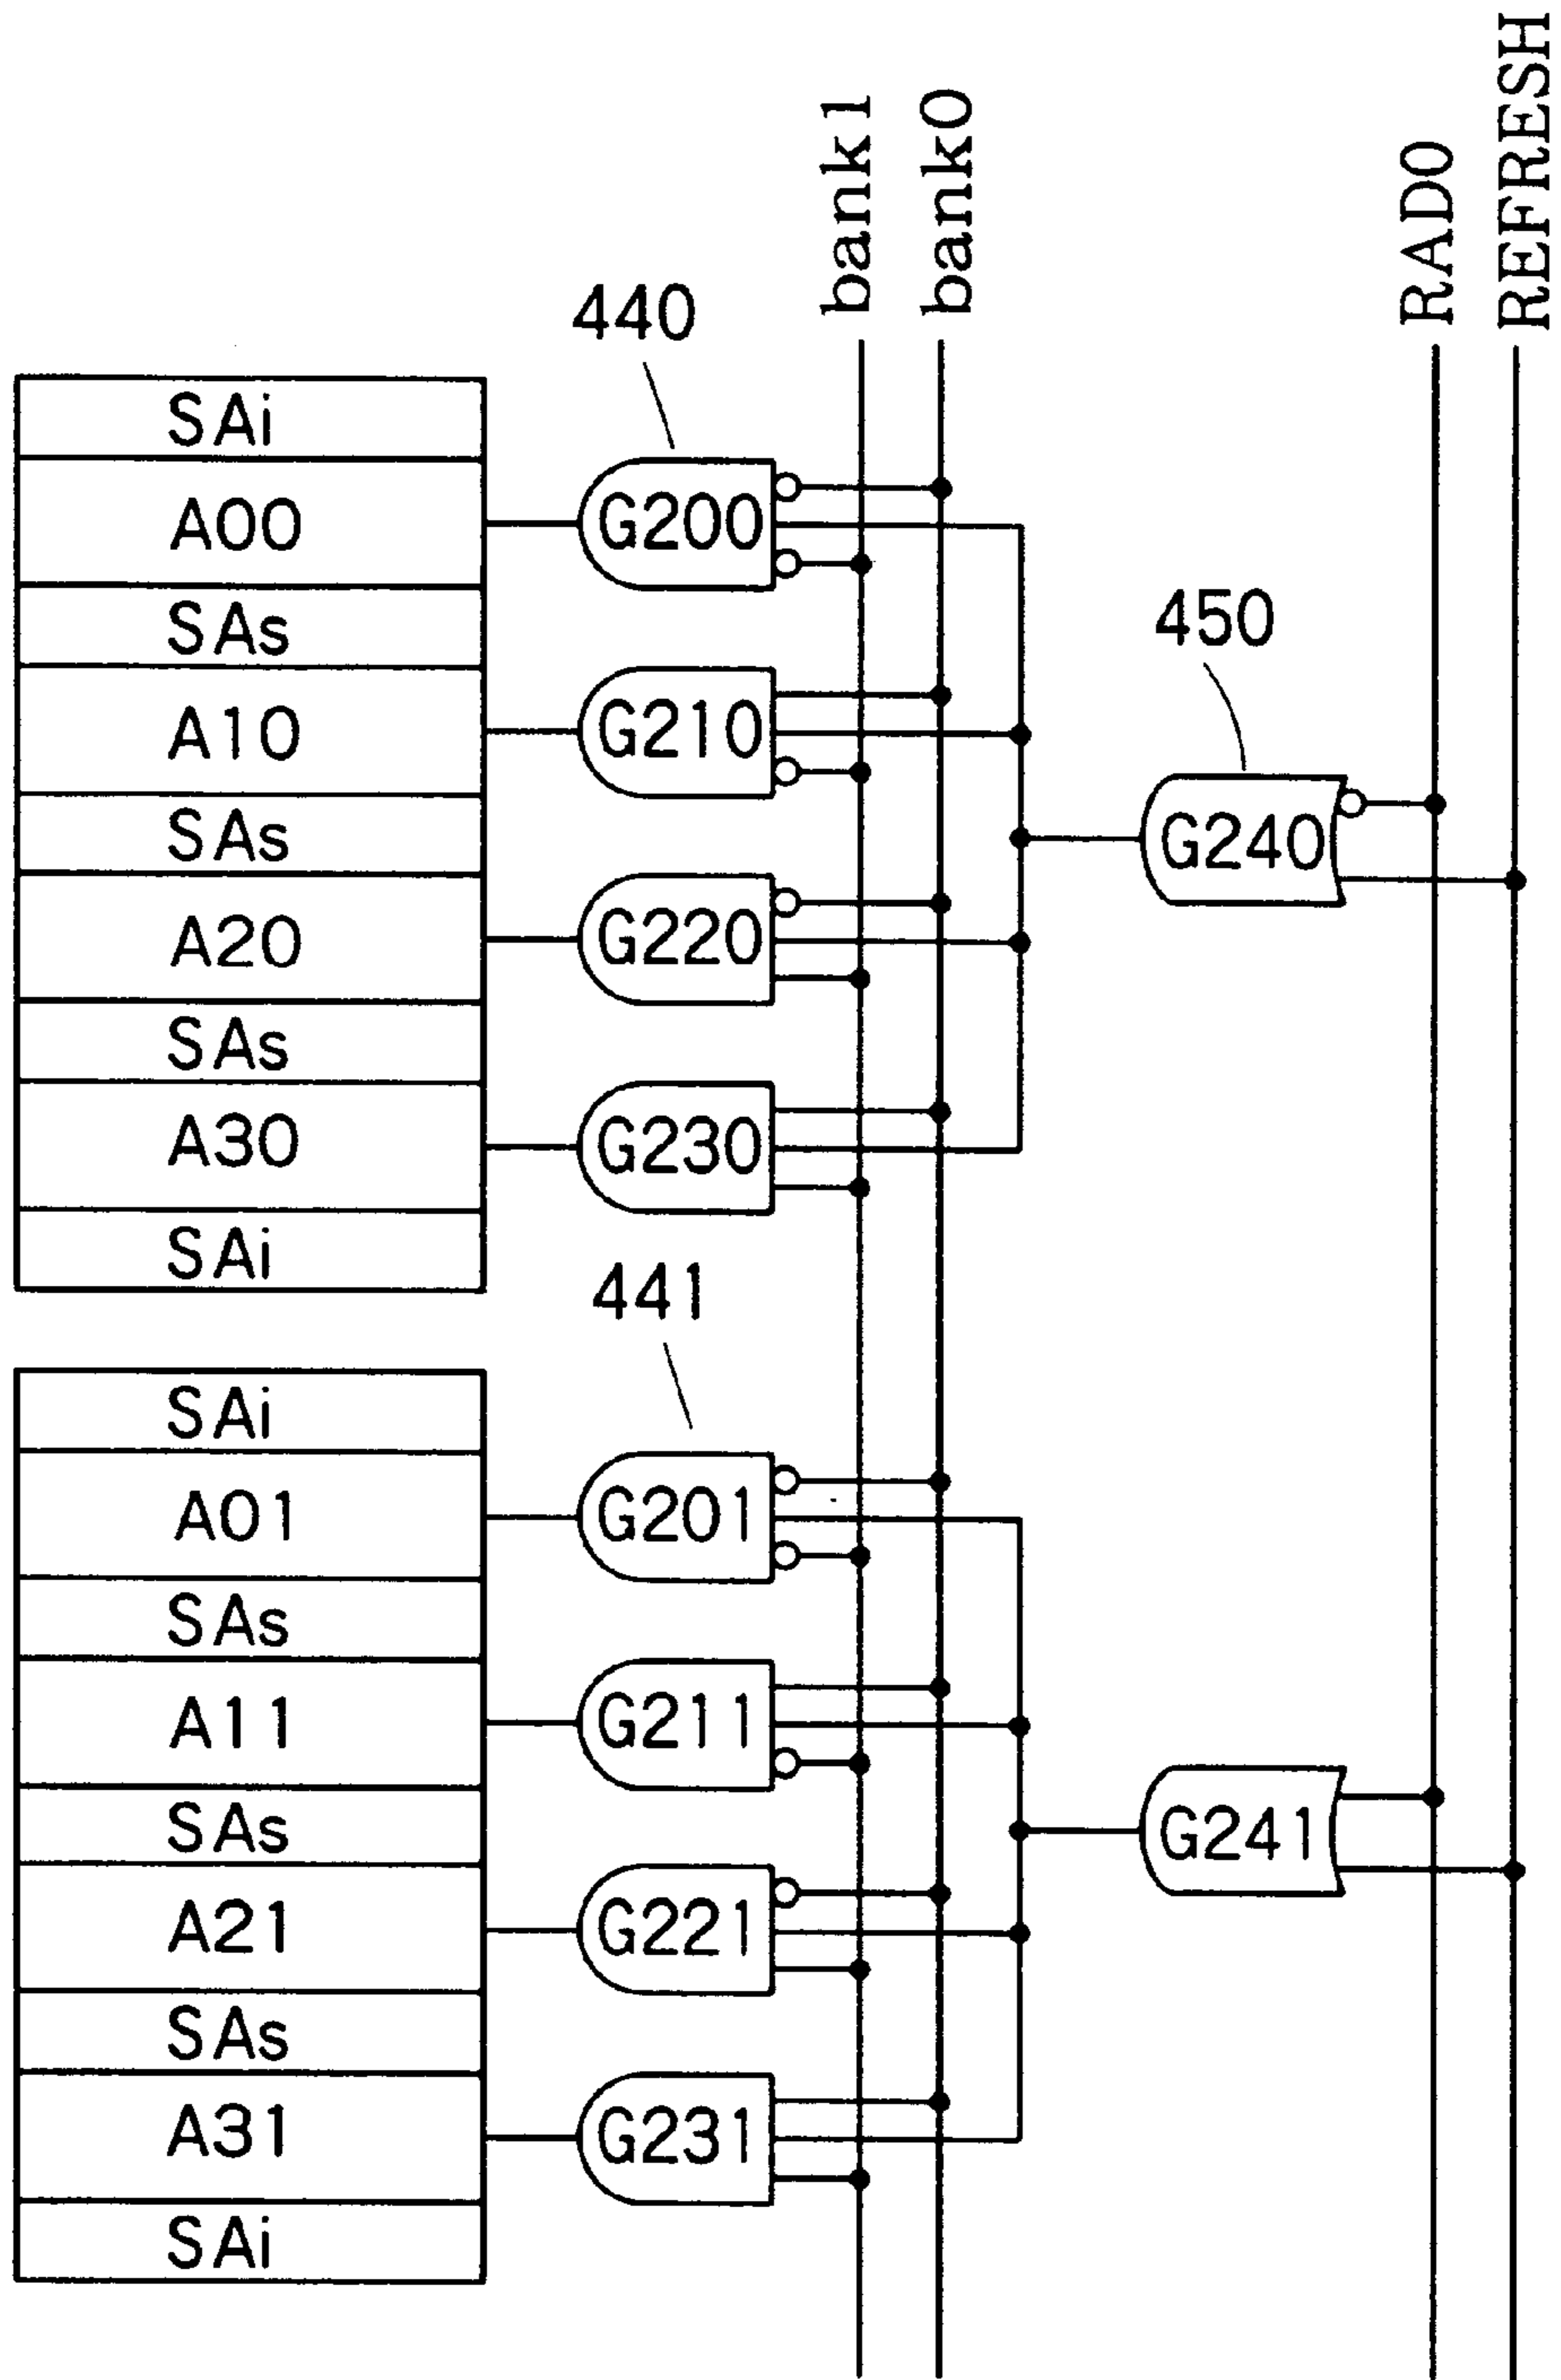 bank1
bank0
RAD0
REFRESH
440
SAi
A00
G200
SAs
450
A10
G210
SAs
G240
A20
G220
SAs
A30
G230
SAi
441
SAi
A01
G201
SAs
A11
G211
SAs
G241
A21
G221
SAs
A31
G231
SAi